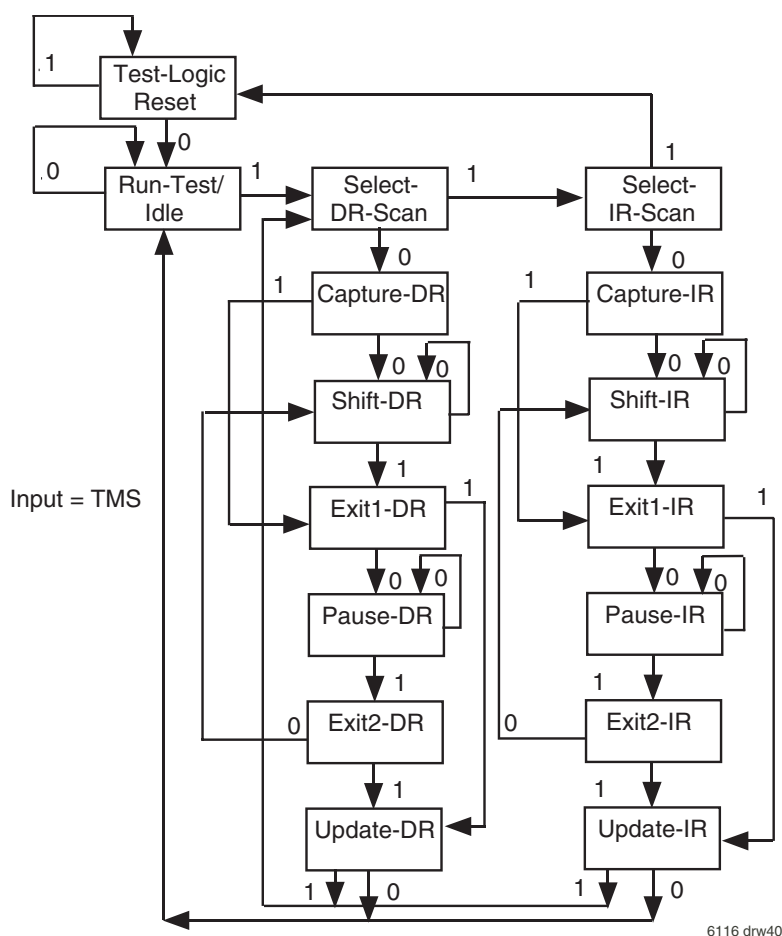 1
Test-Logic
Reset
0
0
Run-Test/
Idle
1
Select-
DR-Scan
1
Select-
IR-Scan
1
0
0
1
Capture-DR
1
Capture-IR
0
0
0
0
Shift-DR
Shift-IR
1
1
Input = TMS
Exit1-DR
1
Exit1-IR
1
0
0
0
0
Pause-DR
Pause-IR
1
1
0
Exit2-DR
0
Exit2-IR
1
1
Update-DR
Update-IR
1
0
1
0
6116 drw40